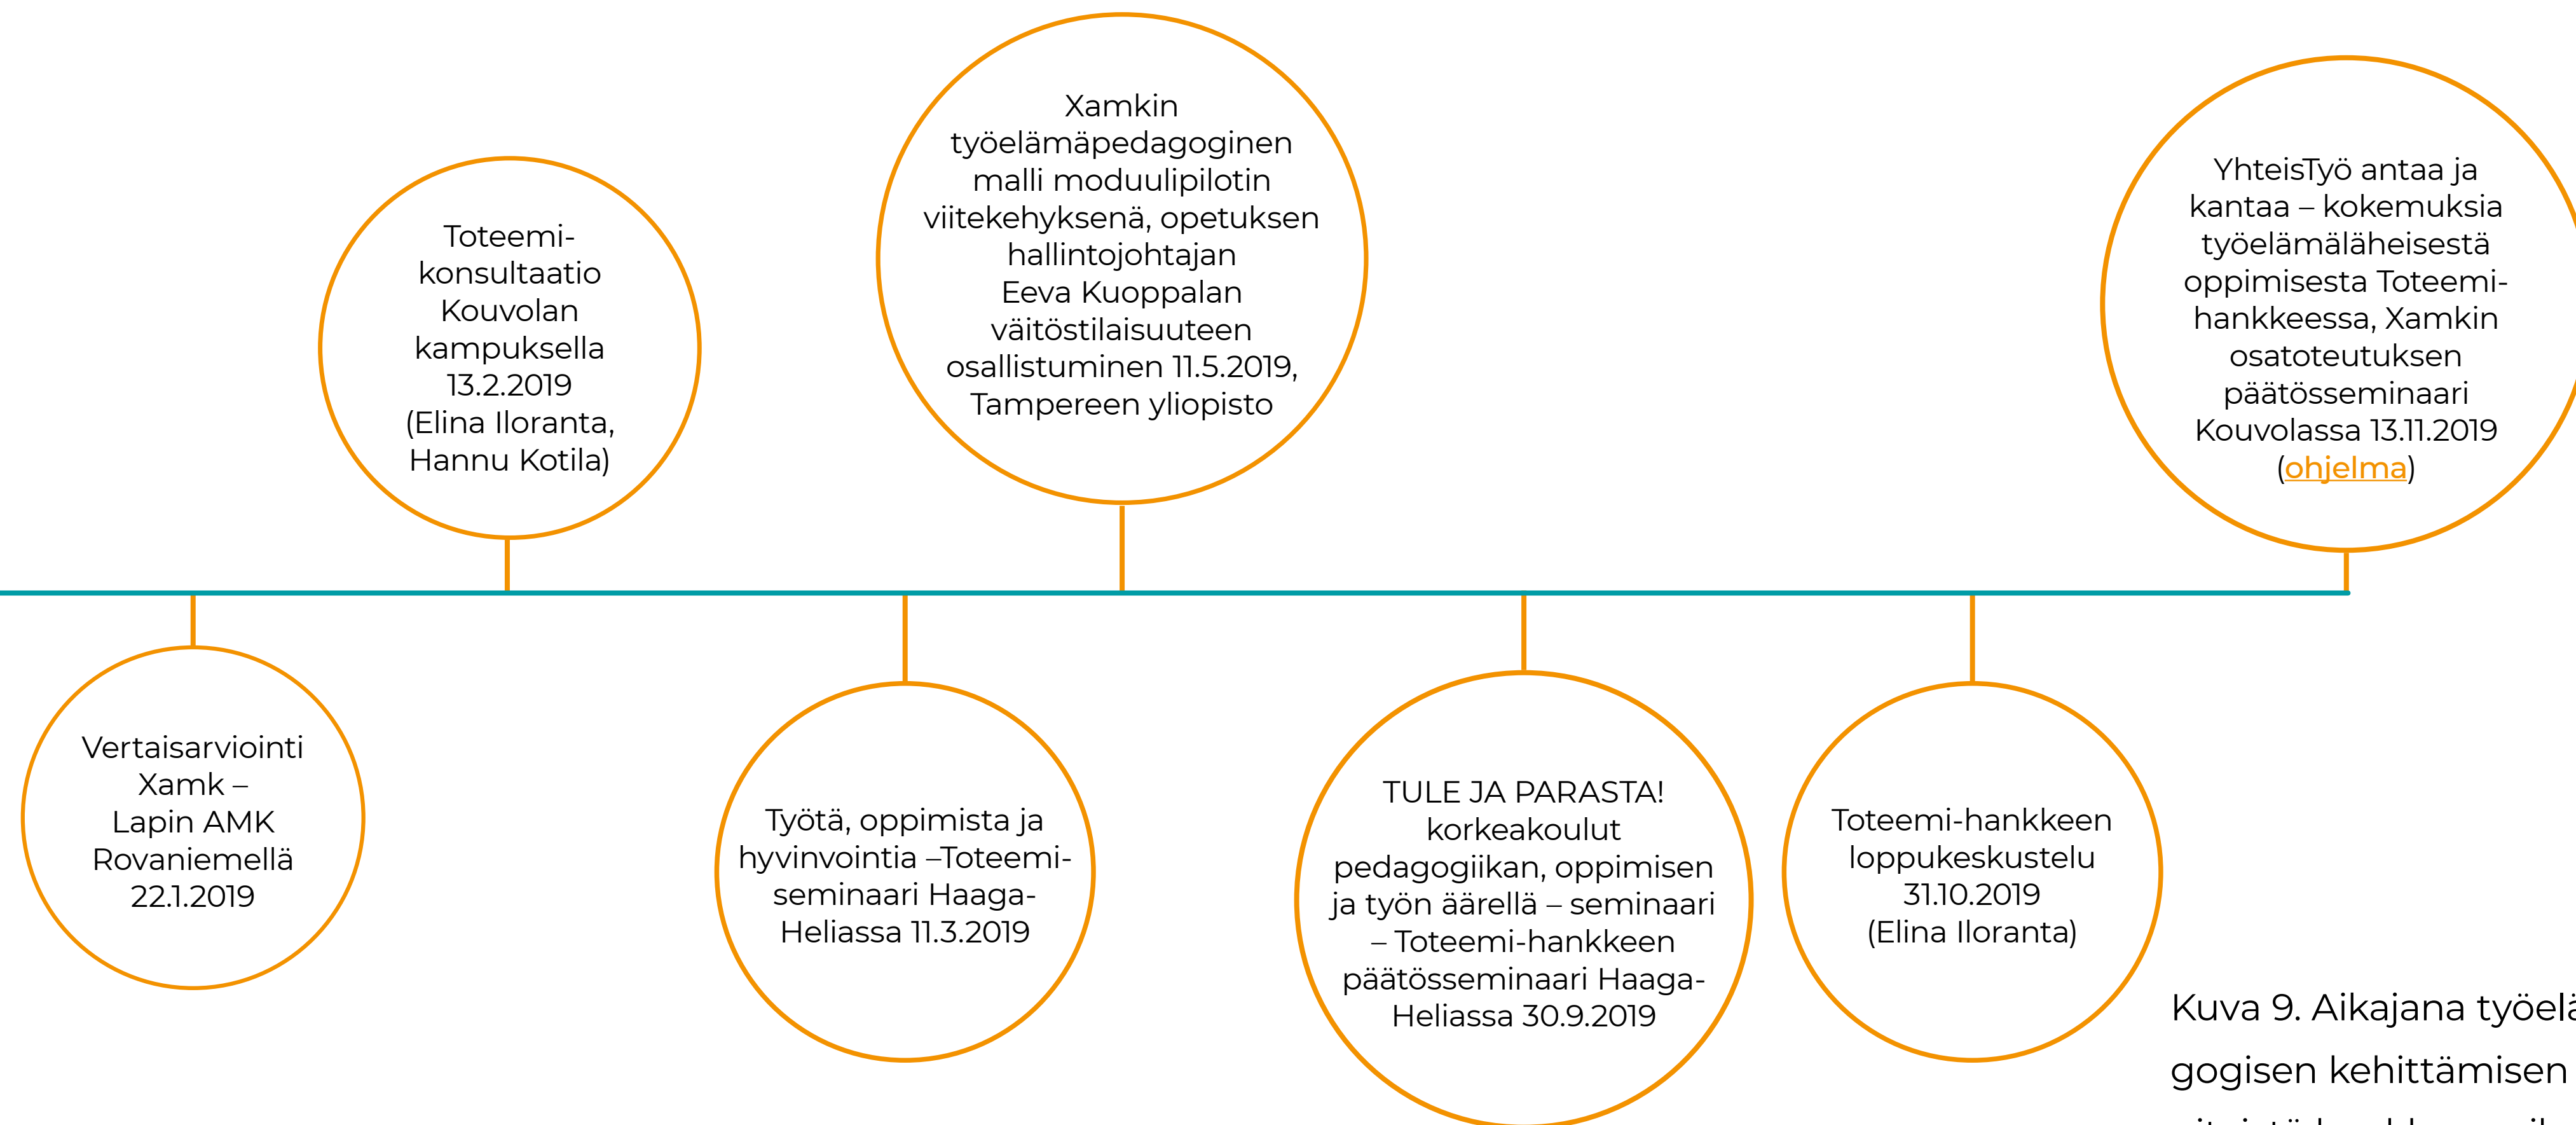 Vertaisarviointi
Xamk –
Lapin AMK
Rovaniemellä
22.1.2019
Toteemi-
konsultaatio
Kouvolan
kampuksella
13.2.2019
(Elina Iloranta,
Hannu Kotila)
Työtä, oppimista ja
hyvinvointia –Toteemi-
seminaari Haaga-
Heliassa 11.3.2019
Xamkin
työelämäpedagoginen
malli moduulipilotin
viitekehyksenä, opetuksen
hallintojohtajan
Eeva Kuoppalan
väitöstilaisuuteen
osallistuminen 11.5.2019,
Tampereen yliopisto
TULE JA PARASTA!
korkeakoulut
pedagogiikan, oppimisen
ja työn äärellä – seminaari
– Toteemi-hankkeen
päätösseminaari Haaga-
Heliassa 30.9.2019
Toteemi-hankkeen
loppukeskustelu
31.10.2019
(Elina Iloranta)
YhteisTyö antaa ja
kantaa – kokemuksia
työelämäläheisestä
oppimisesta Toteemi-
hankkeessa, Xamkin
osatoteutuksen
päätösseminaari
Kouvolassa 13.11.2019
(ohjelma)
Kuva 9. Aikajana
gogisen kehittämisen